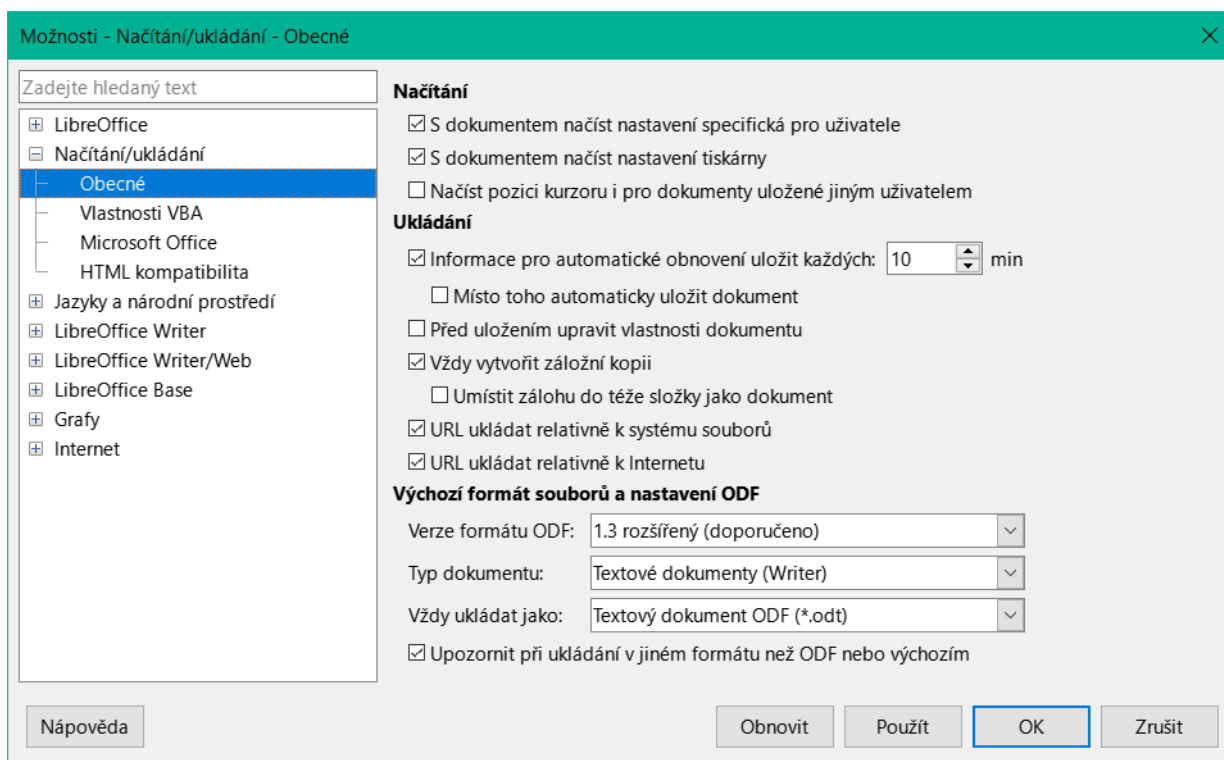 Možnosti - Načítání/ukládání - Obecné
Zadejte hledaný text
LibreOffice
Načítání/ukládání
Obecné
Vlastnosti VBA
Microsoft Office
HTML kompatibilita
Jazyky a národní prostředí
LibreOffice Writer
LibreOffice Writer/Web
LibreOffice Base
Grafy
Internet
Načítání
S dokumentem načíst nastavení specifická pro uživatele
S dokumentem načíst nastavení tiskárny
Načíst pozici kurzoru i pro dokumenty uložené jiným uživatelem
Ukládání
Informace pro automatické obnovení uložit každých: 10 min
Místo toho automaticky uložit dokument
Před uložením upravit vlastnosti dokumentu
Vždy vytvořit záložní kopii
Umístit zálohu do téže složky jako dokument
URL ukládat relativně k systému souborů
URL ukládat relativně k Internetu
Výchozí formát souborů a nastavení ODF
Verze formátu ODF: 1.3 rozšířený (doporučeno)
Typ dokumentu: Textové dokumenty (Writer)
Vždy ukládat jako: Textový dokument ODF (*.odt)
Upozornit při ukládání v jiném formátu než ODF nebo výchozím
Nápověda Obnovit Použít OK Zrušit